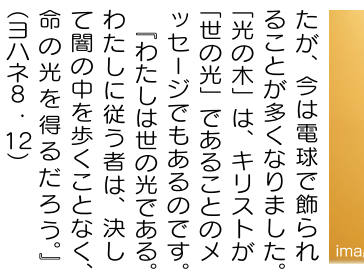 たが、今は電球で飾られ
ることが多くなりました。
「光の木」は、キリストが
「世の光」であることのメ
ッセージでもあるのです。
『わたしは世の光である。
わたしに従う者は、決し
て闇の中を歩くことなく、
命の光を得るだろう。』
（ヨハネ8・12）
ima